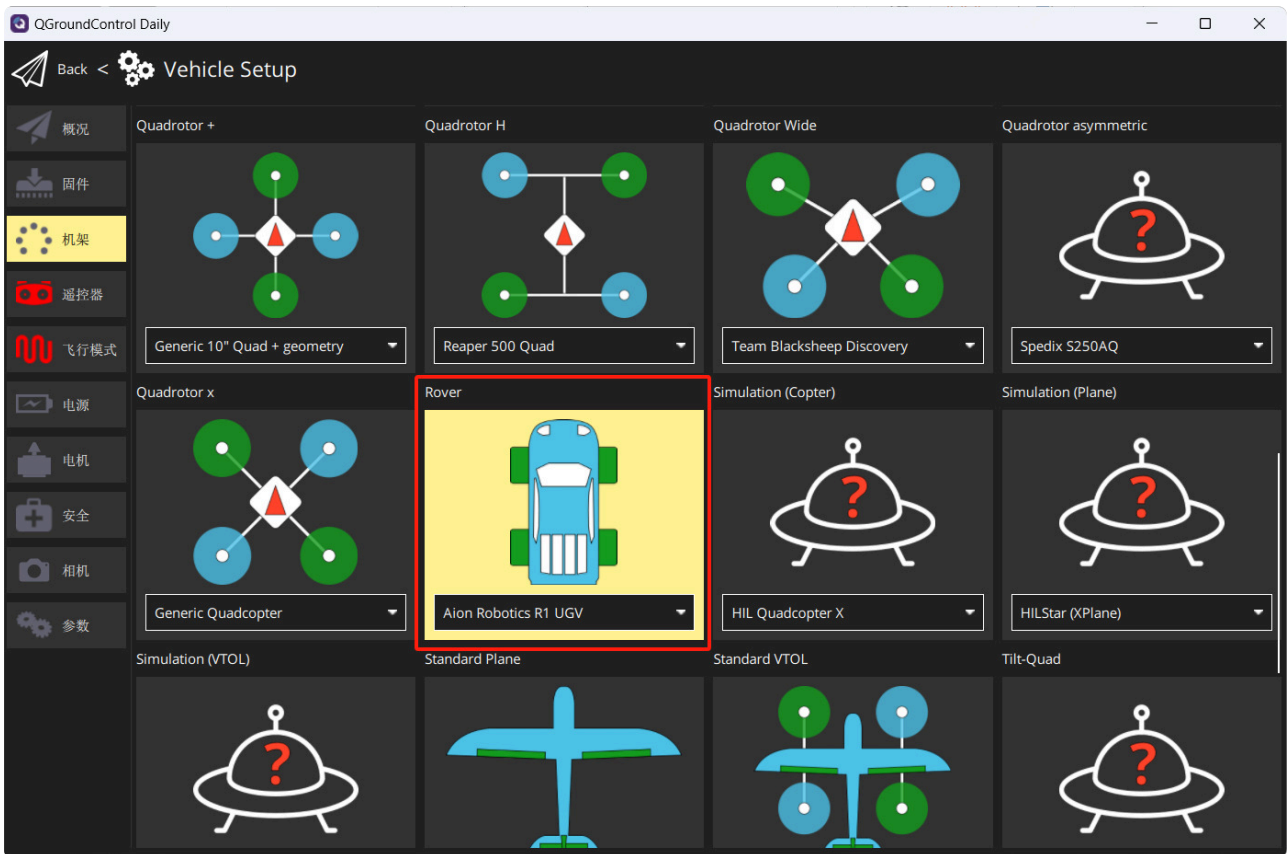 QGroundControl Daily
Back < Vehicle Setup
概况
固件
机架
遥控器
飞行模式
电源
电机
安全
相机
参数
Quadrotor +
Quadrotor H
Quadrotor Wide
Quadrotor asymmetric
?
Generic 10" Quad + geometry
Reaper 500 Quad
Team Blacksheep Discovery
Spedix S250AQ
Quadrotor x
Rover
Simulation (Copter)
Simulation (Plane)
?
?
Generic Quadcopter
Aion Robotics R1 UGV
HIL Quadcopter X
HILStar (XPlane)
Simulation (VTOL)
Standard Plane
Standard VTOL
Tilt-Quad
?
?